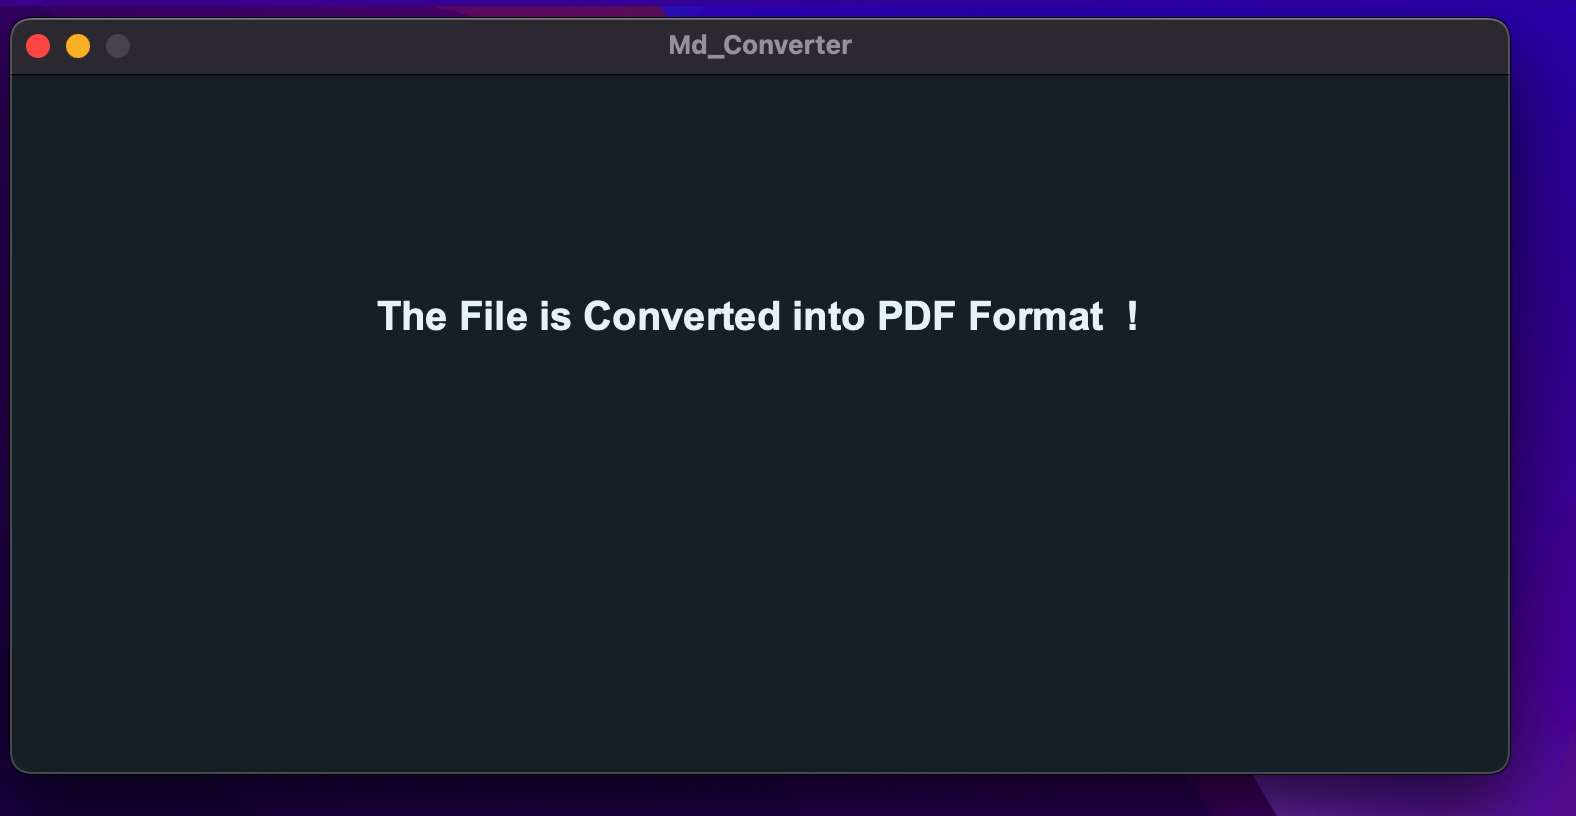 Md_Converter
The File is Converted into PDF Format  !